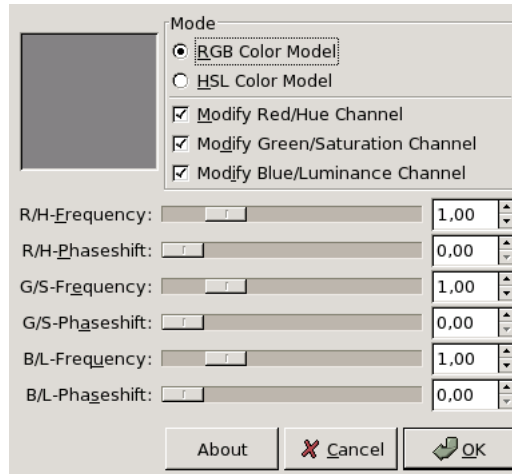 Mode
RGB Color Model
HSL Color Model
Modify Red/Hue Channel
Modify Green/Saturation Channel
Modify Blue/Luminance Channel
R/H-Frequency: 1,00
R/H-Phaseshift: 0,00
G/S-Frequency: 1,00
G/S-Phaseshift: 0,00
B/L-Frequency: 1,00
B/L-Phaseshift: 0,00
About Cancel OK